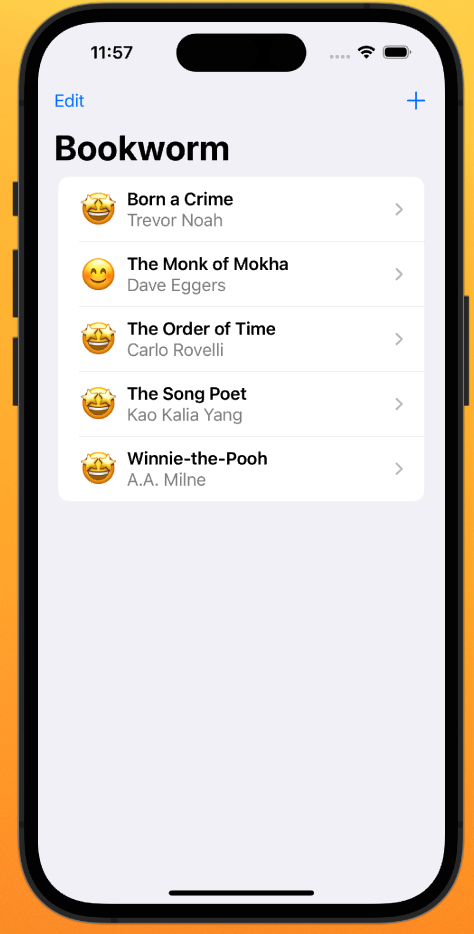 11:57
Edit
Bookworm
Born a Crime
Trevor Noah
The Monk of Mokha
Dave Eggers
The Order of Time
Carlo Rovelli
The Song Poet
Kao Kalia Yang
Winnie-the-Pooh
A.A. Milne